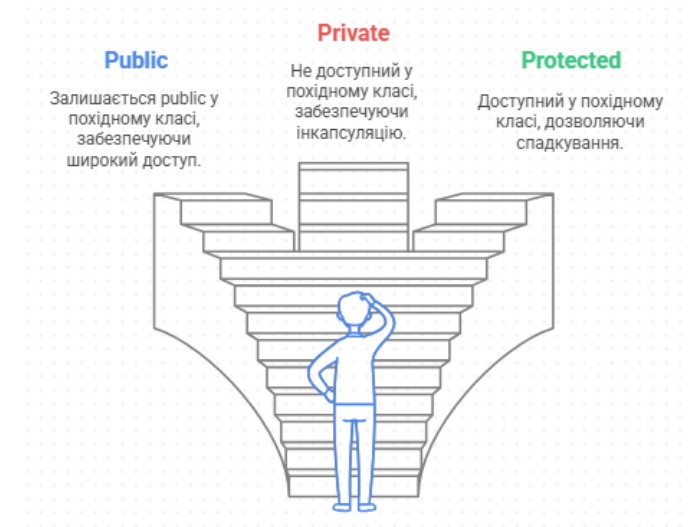 Public
Залишається public у
похідному класі,
забезпечуючи
широкий доступ.
Private
Не доступний у
похідному класі,
забезпечуючи
інкапсуляцію.
Protected
Доступний у похідному
класі, дозволяючи
спадкування.